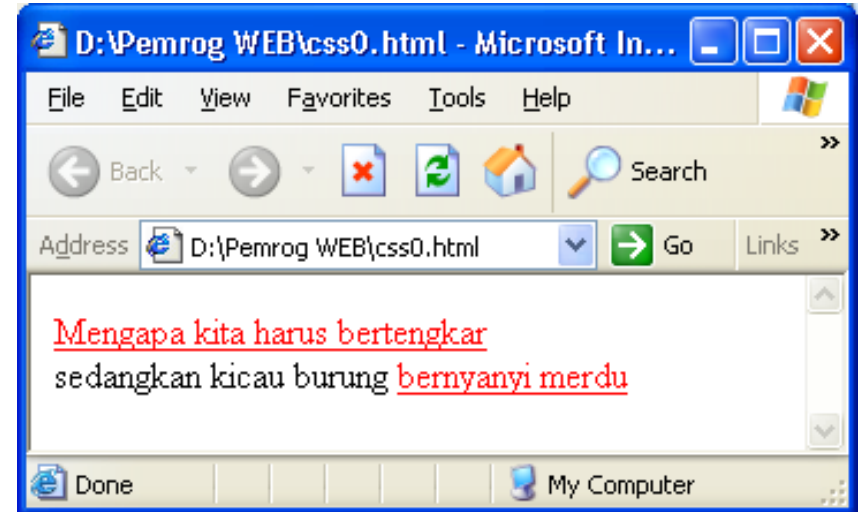 D:\Pemrog WEB\css0.html - Microsoft In...
File Edit View Favorites Tools Help
Back Search »
Address D:\Pemrog WEB\css0.html Go Links »
Mengapa kita harus bertengkar
sedangkan kicau burung bernyanyi merdu
Done My Computer